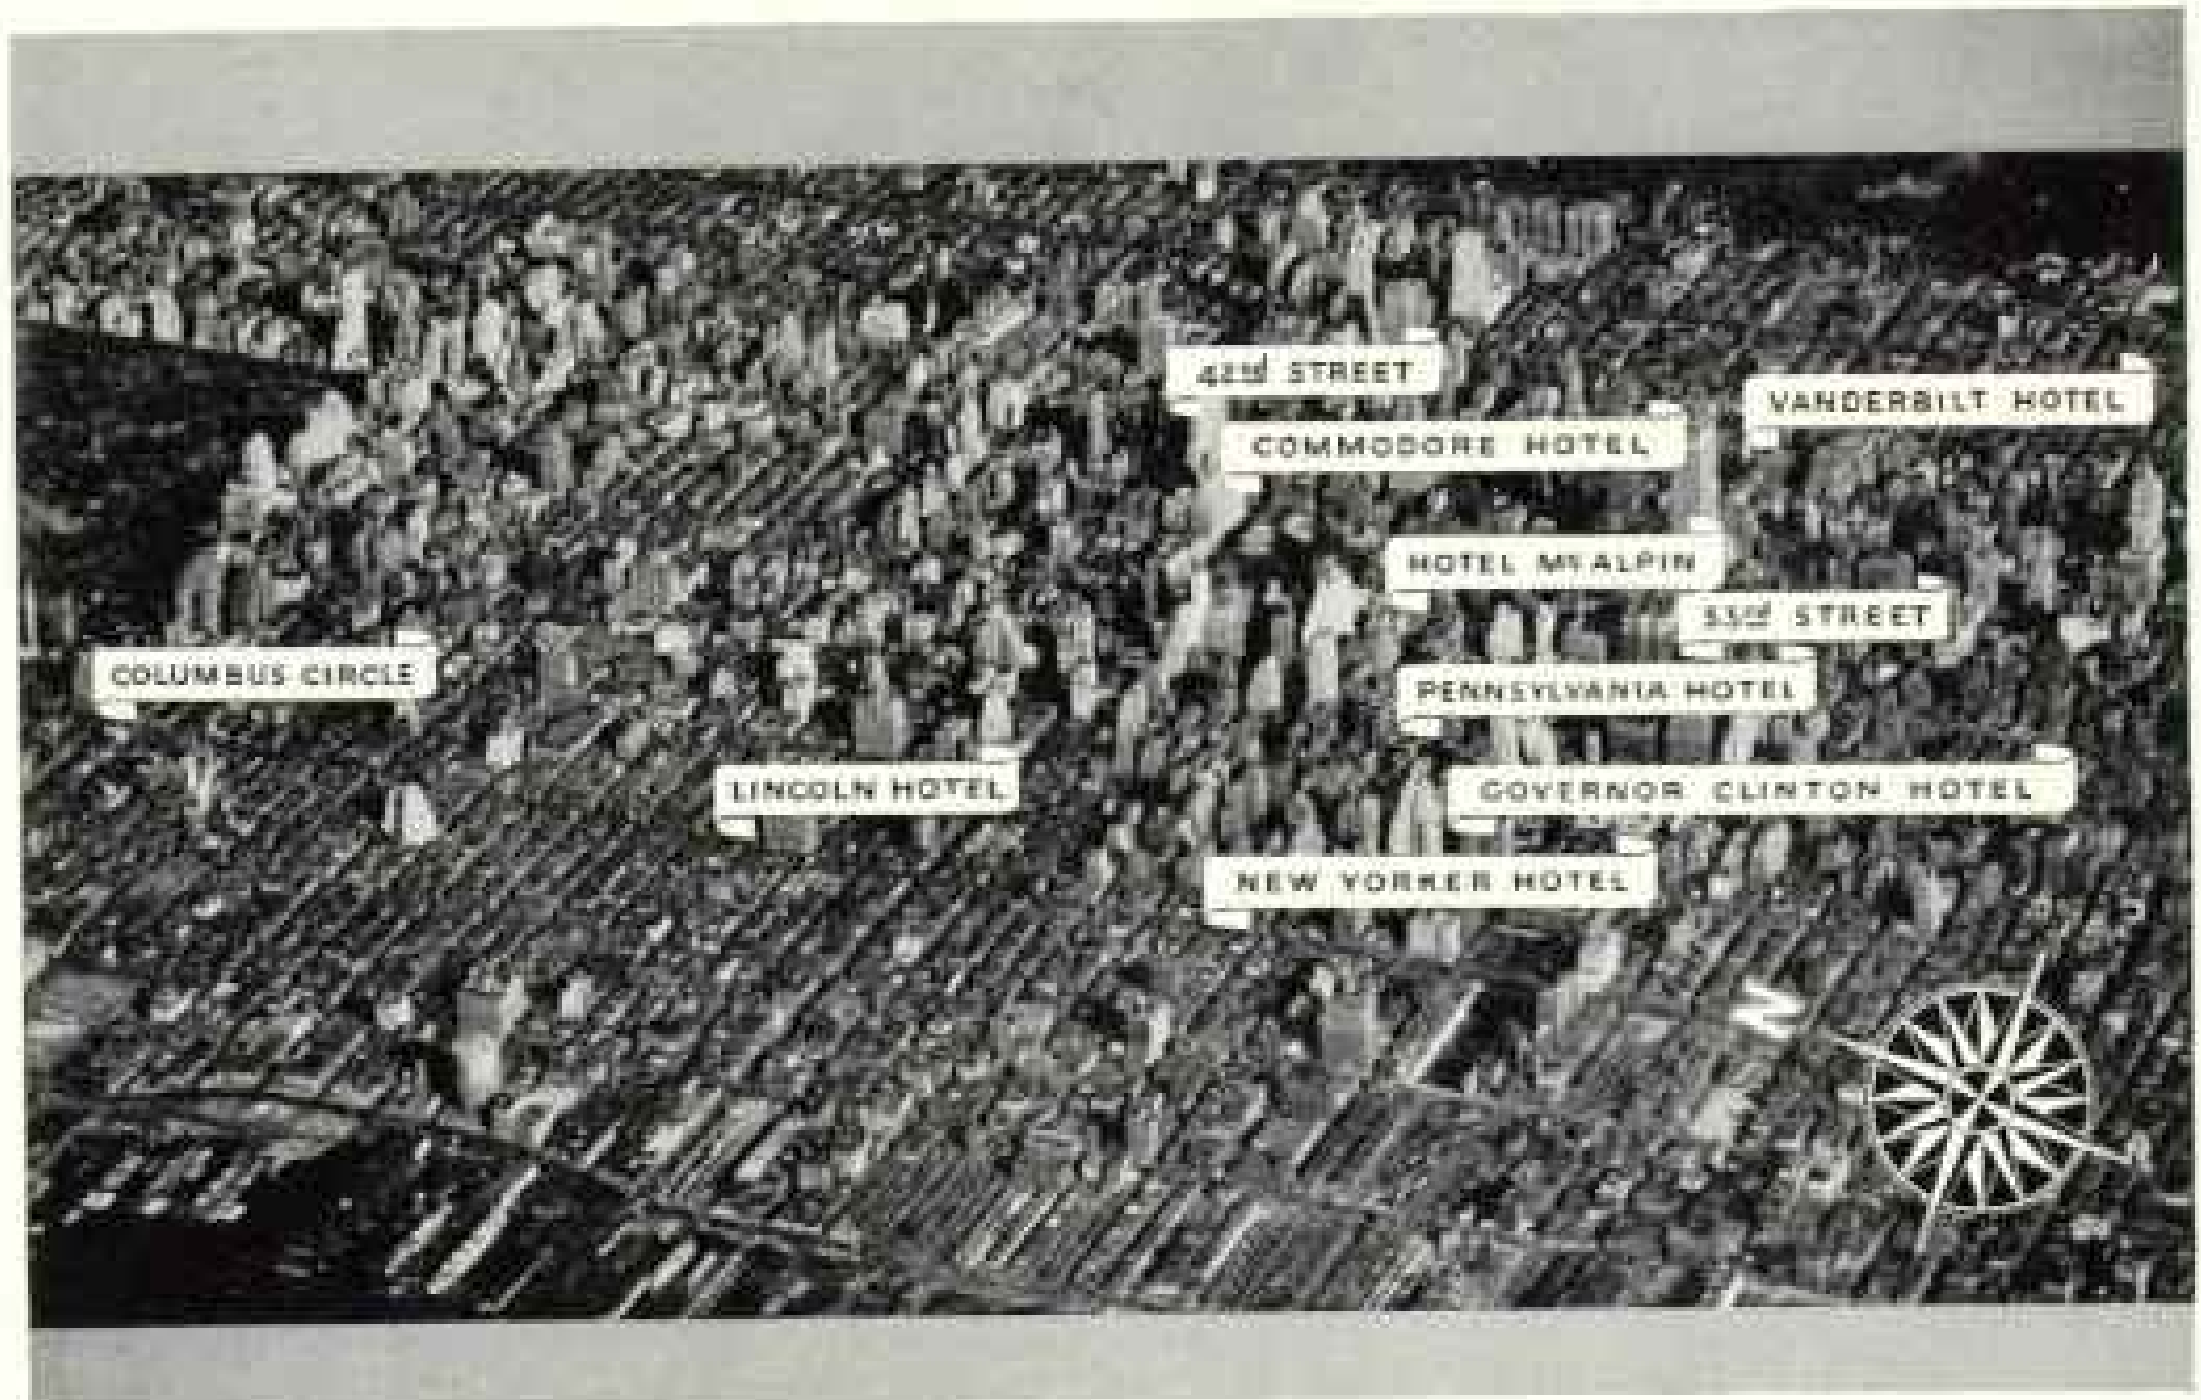 42nd STREET
VANDERBILT HOTEL
COMMODORE HOTEL
HOTEL McALPIN
33rd STREET
COLUMBUS CIRCLE
PENNSYLVANIA HOTEL
LINCOLN HOTEL
GOVERNOR CLINTON HOTEL
NEW YORKER HOTEL
N